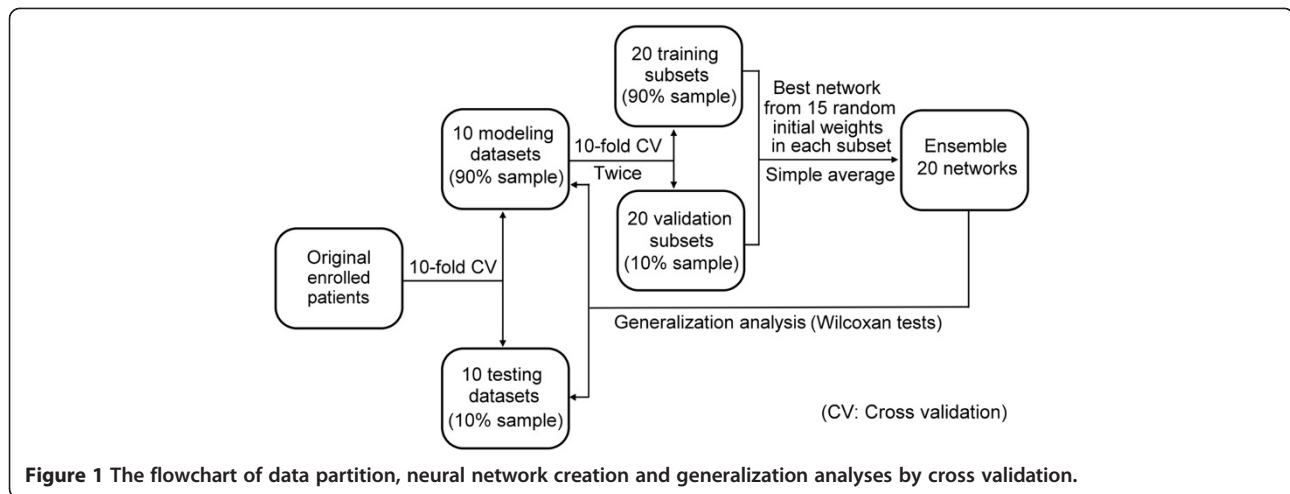 Original
enrolled
patients
10-fold CV
10 modeling
datasets
(90% sample)
10 testing
datasets
(10% sample)
10-fold CV
Twice
20 training
subsets
(90% sample)
20 validation
subsets
(10% sample)
Best network
from 15 random
initial weights
in each subset
Simple average
Ensemble
20 networks
Generalization analysis (Wilcoxan tests)
(CV: Cross validation)
Figure 1 The flowchart of data partition, neural network creation and generalization analyses by cross validation.